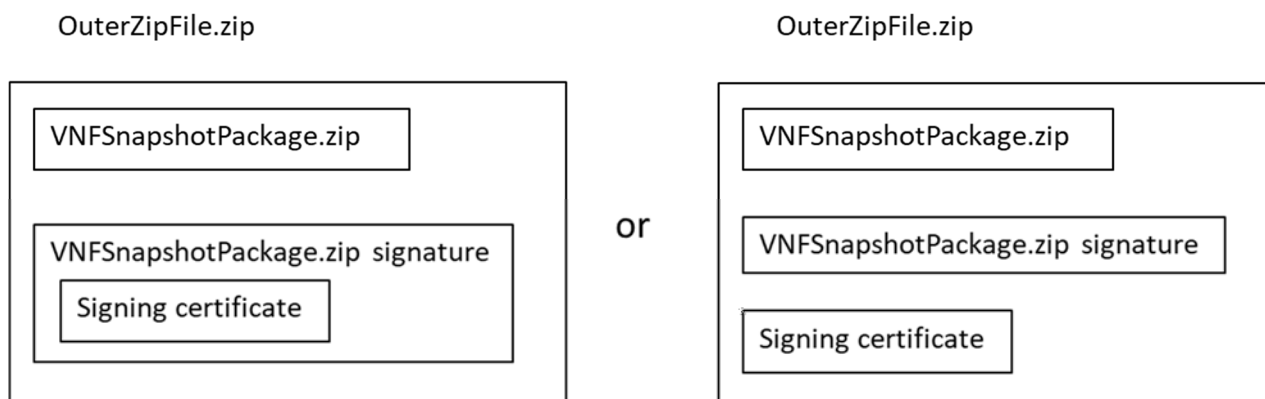 OuterZipFile.zip
VNFSnapshotPackage.zip
VNFSnapshotPackage.zip signature
Signing certificate
or
OuterZipFile.zip
VNFSnapshotPackage.zip
VNFSnapshotPackage.zip signature
Signing certificate